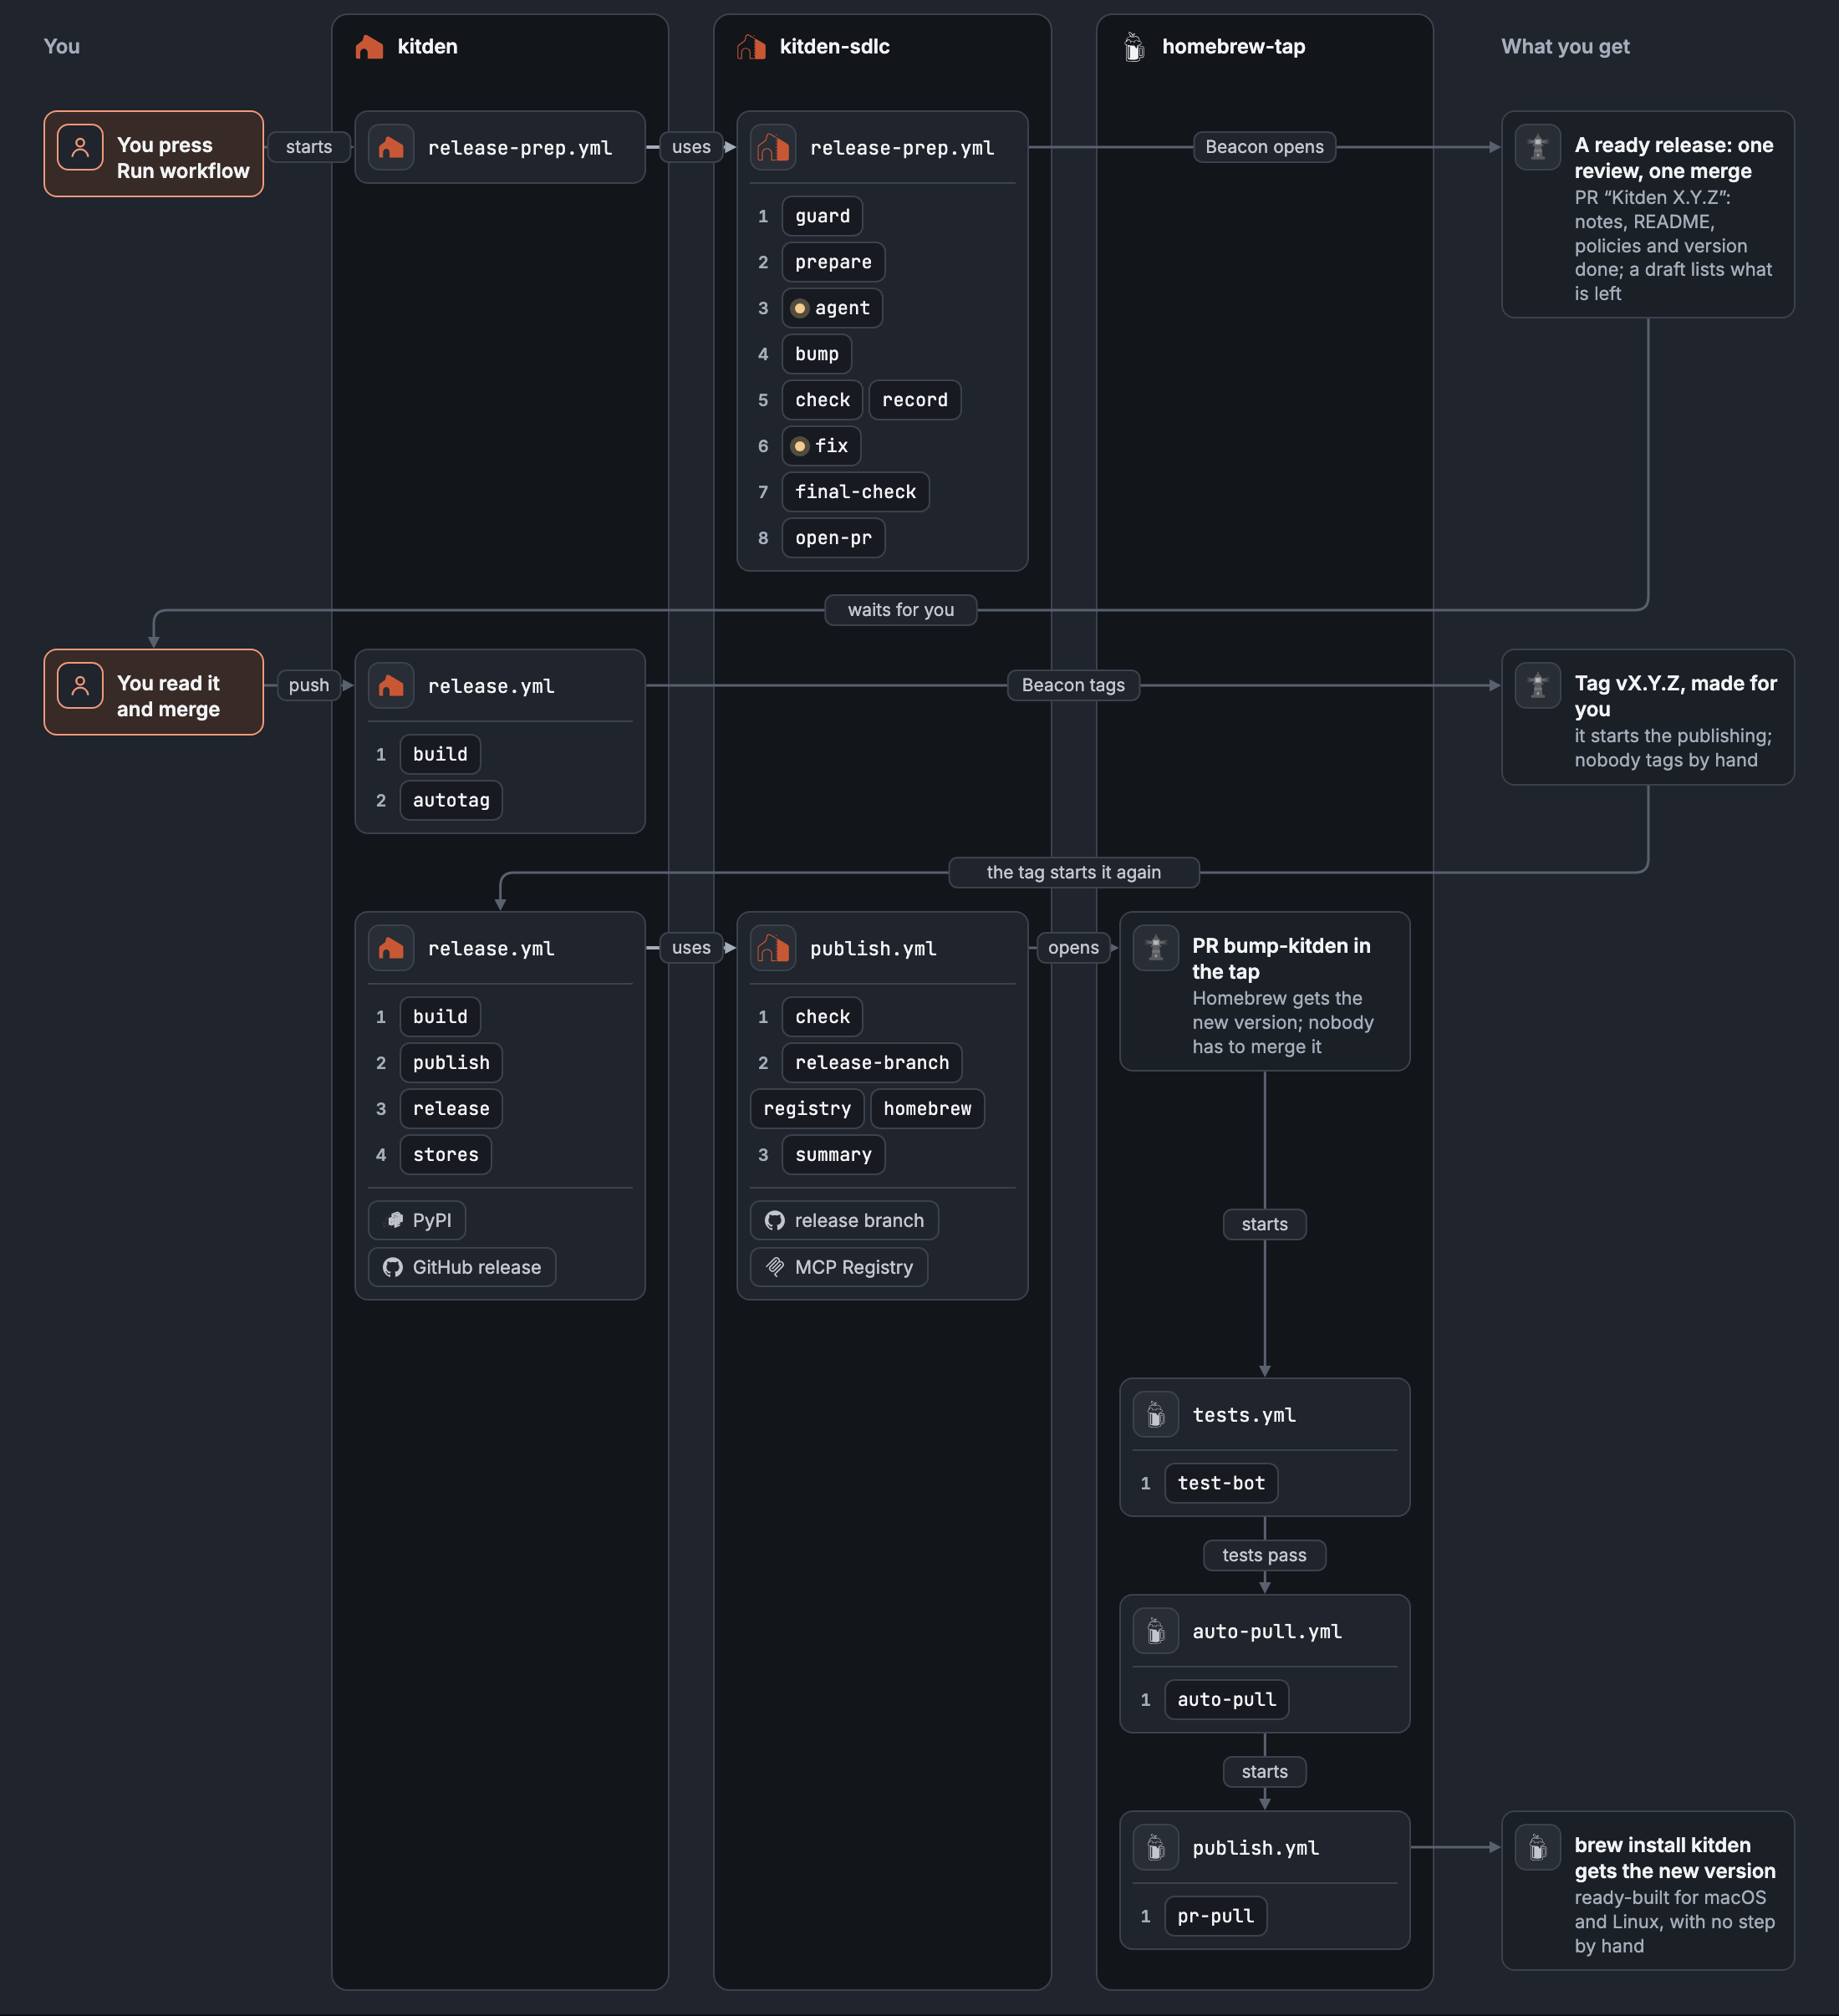 You
kitden
kitden-sdlc
homebrew-tap
What you get
You press
Run workflow
starts
release-prep.yml
uses
release-prep.yml
1 guard
2 prepare
3 agent
4 bump
5 check record
6 fix
7 final-check
8 open-pr
Beacon opens
A ready release: one
review, one merge
PR “Kitden X.Y.Z”:
notes, README,
policies and version
done; a draft lists what
is left
waits for you
You read it
and merge
push
release.yml
1 build
2 autotag
Beacon tags
Tag vX.Y.Z, made for
you
it starts the publishing;
nobody tags by hand
the tag starts it again
release.yml
1 build
2 publish
3 release
4 stores
PyPI
GitHub release
uses
publish.yml
1 check
2 release-branch
registry homebrew
3 summary
release branch
MCP Registry
opens
PR bump-kitden in
the tap
Homebrew gets the
new version; nobody
has to merge it
starts
tests.yml
1 test-bot
tests pass
auto-pull.yml
1 auto-pull
starts
publish.yml
1 pr-pull
brew install kitden
gets the new version
ready-built for macOS
and Linux, with no step
by hand